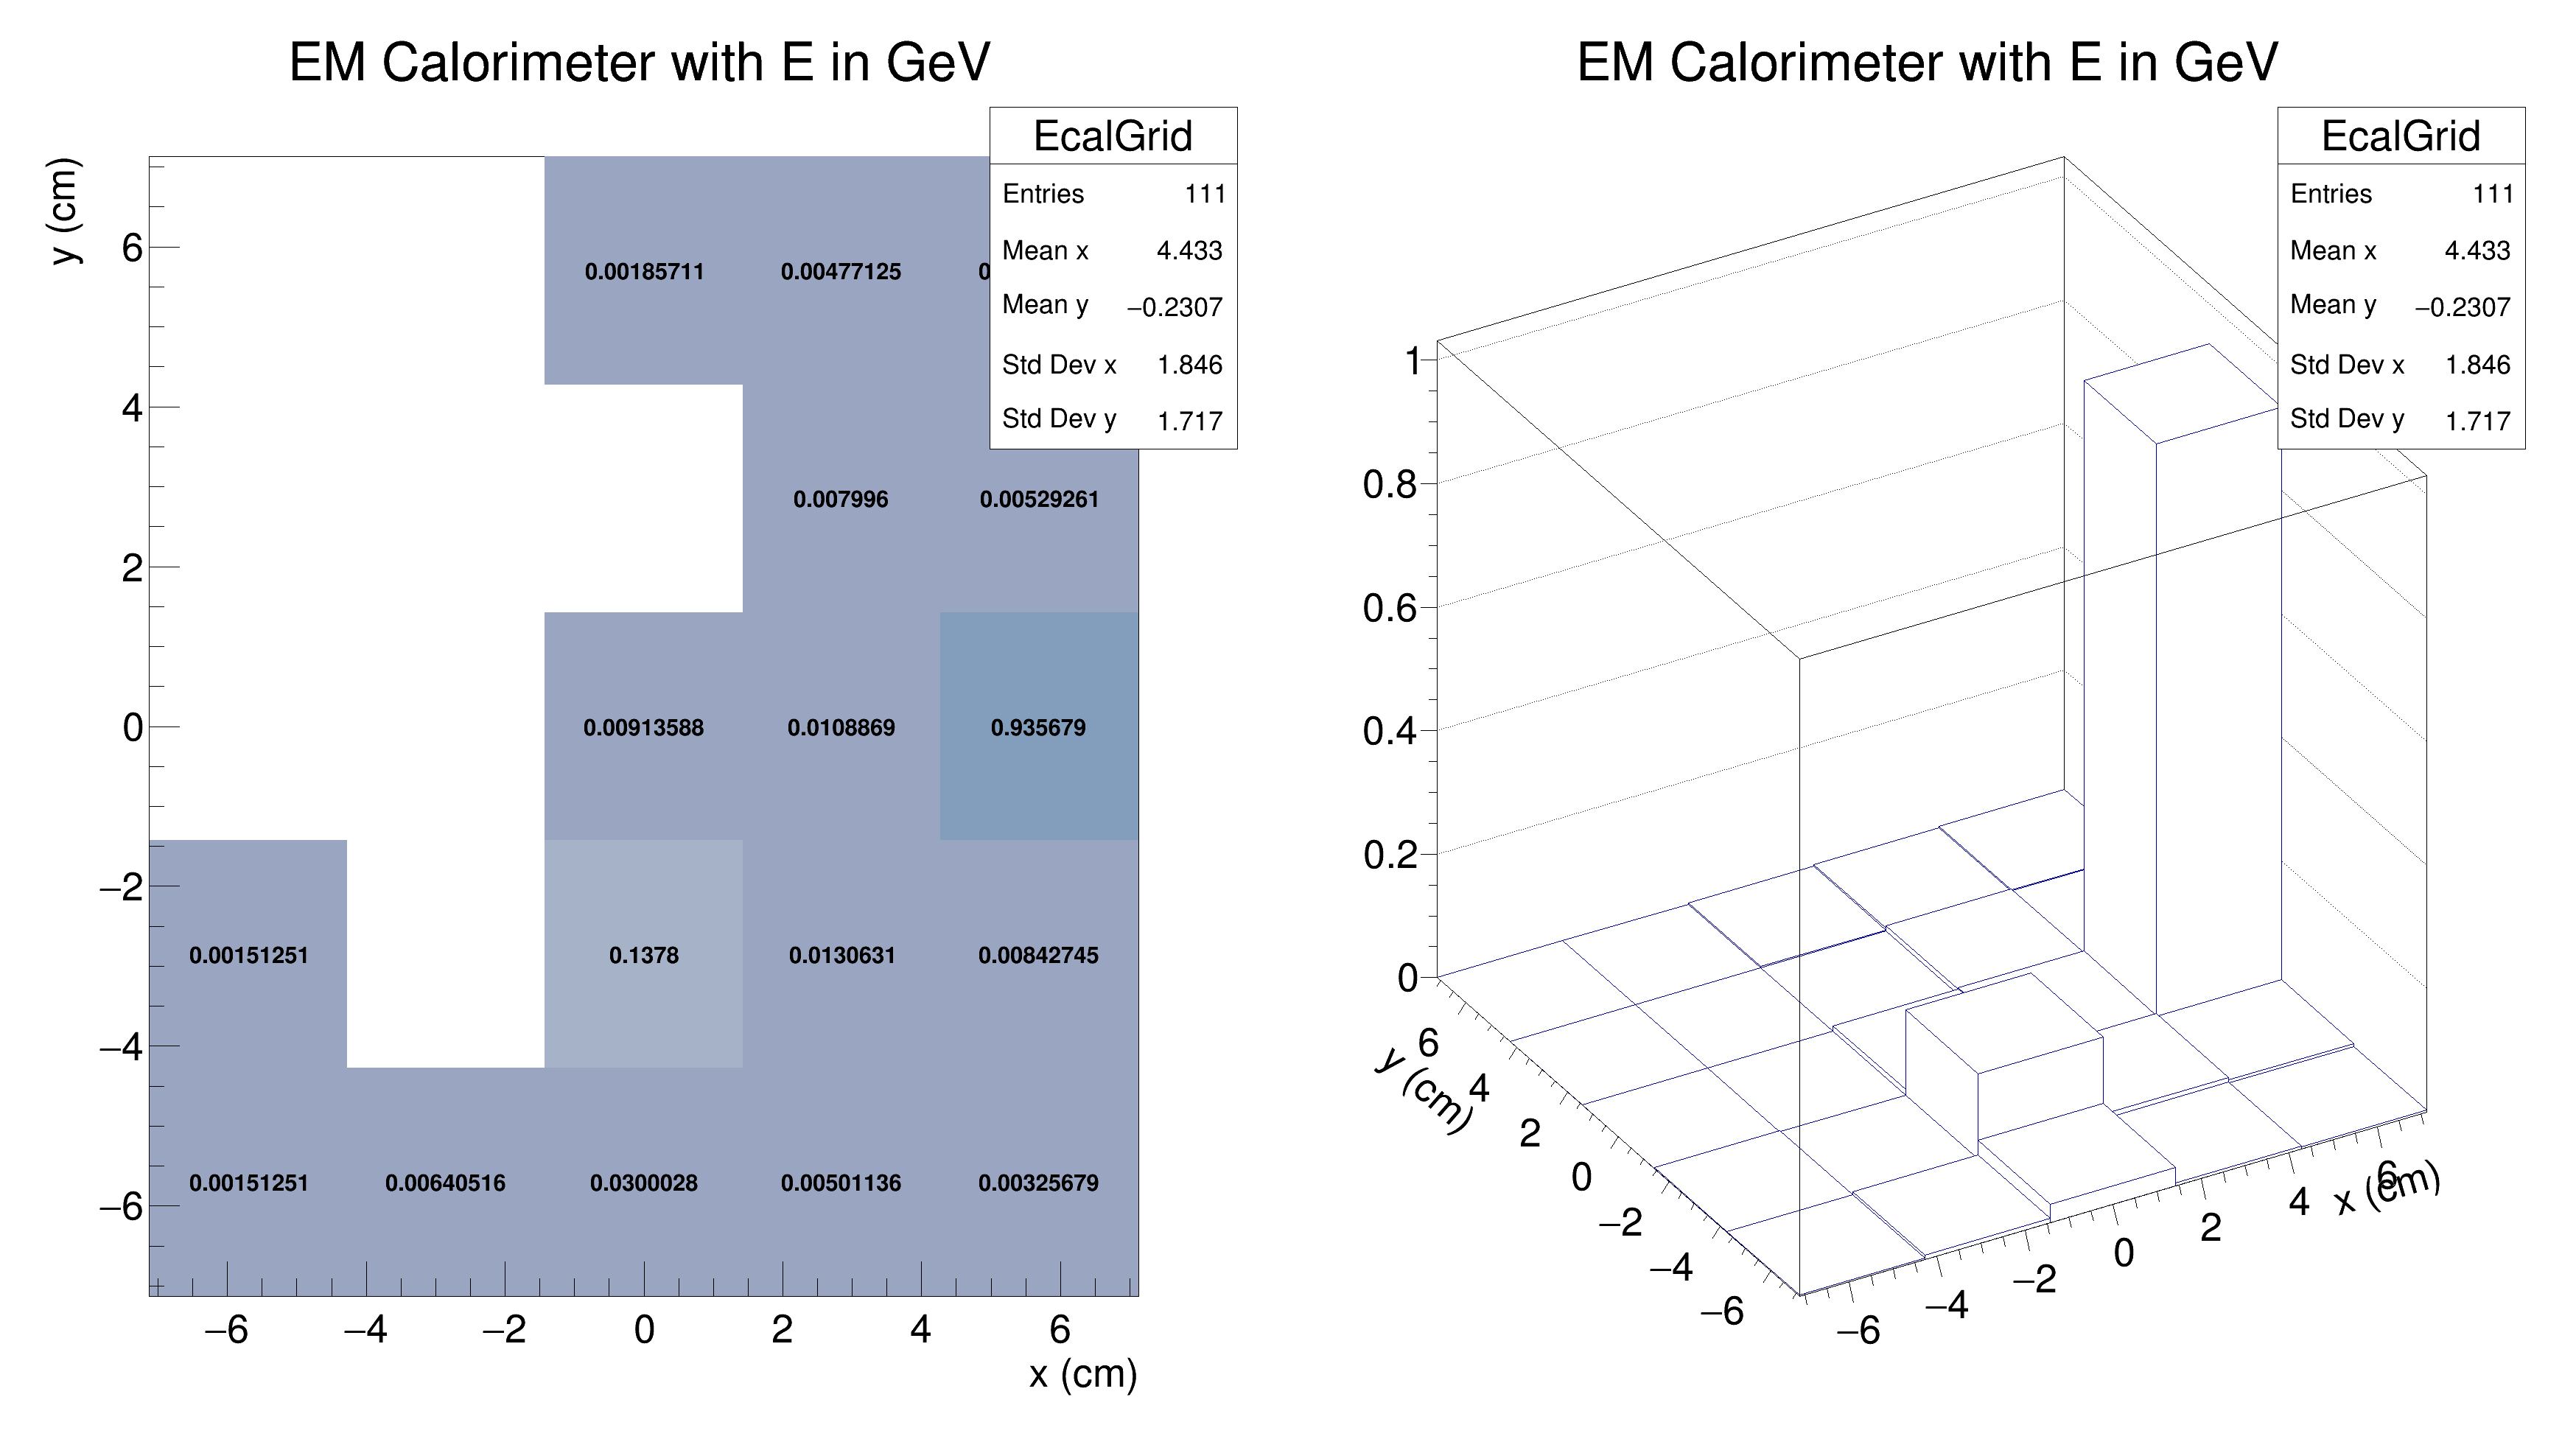 EM Calorimeter with E in GeV
y (cm)
EcalGrid
Entries 111
Mean x 4.433
Mean y −0.2307
Std Dev x 1.846
Std Dev y 1.717
6
4
2
0
−2
−4
−6
0.00185711 0.00477125
0.007996 0.00529261
0.00913588 0.0108869 0.935679
0.00151251 0.1378 0.0130631 0.00842745
0.00151251 0.00640516 0.0300028 0.00501136 0.00325679
−6 −4 −2 0 2 4 6
x (cm)
EM Calorimeter with E in GeV
EcalGrid
Entries 111
Mean x 4.433
Mean y −0.2307
Std Dev x 1.846
Std Dev y 1.717
1
0.8
0.6
0.4
0.2
0
6
4
2
0
−2
−4
−6
y (cm)
−6
−4
−2
0
2
4
6
x (cm)